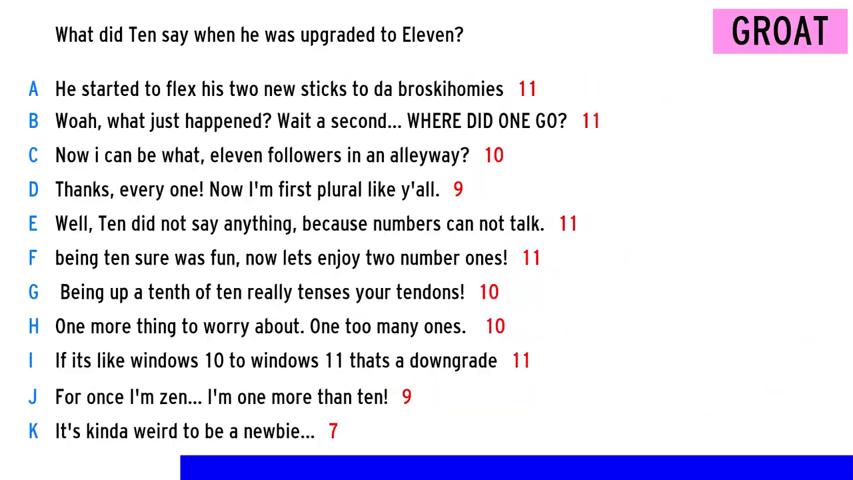 What did Ten say when he was upgraded to Eleven?
GROAT
A He started to flex his two new sticks to da broskihomies 11
B Woah, what just happened? Wait a second... WHERE DID ONE GO? 11
C Now i can be what, eleven followers in an alleyway? 10
D Thanks, every one! Now I'm first plural like y'all. 9
E Well, Ten did not say anything, because numbers can not talk. 11
F being ten sure was fun, now lets enjoy two number ones! 11
G Being up a tenth of ten really tenses your tendons! 10
H One more thing to worry about. One too many ones. 10
I If its like windows 10 to windows 11 thats a downgrade 11
J For once I'm zen... I'm one more than ten! 9
K It's kinda weird to be a newbie... 7